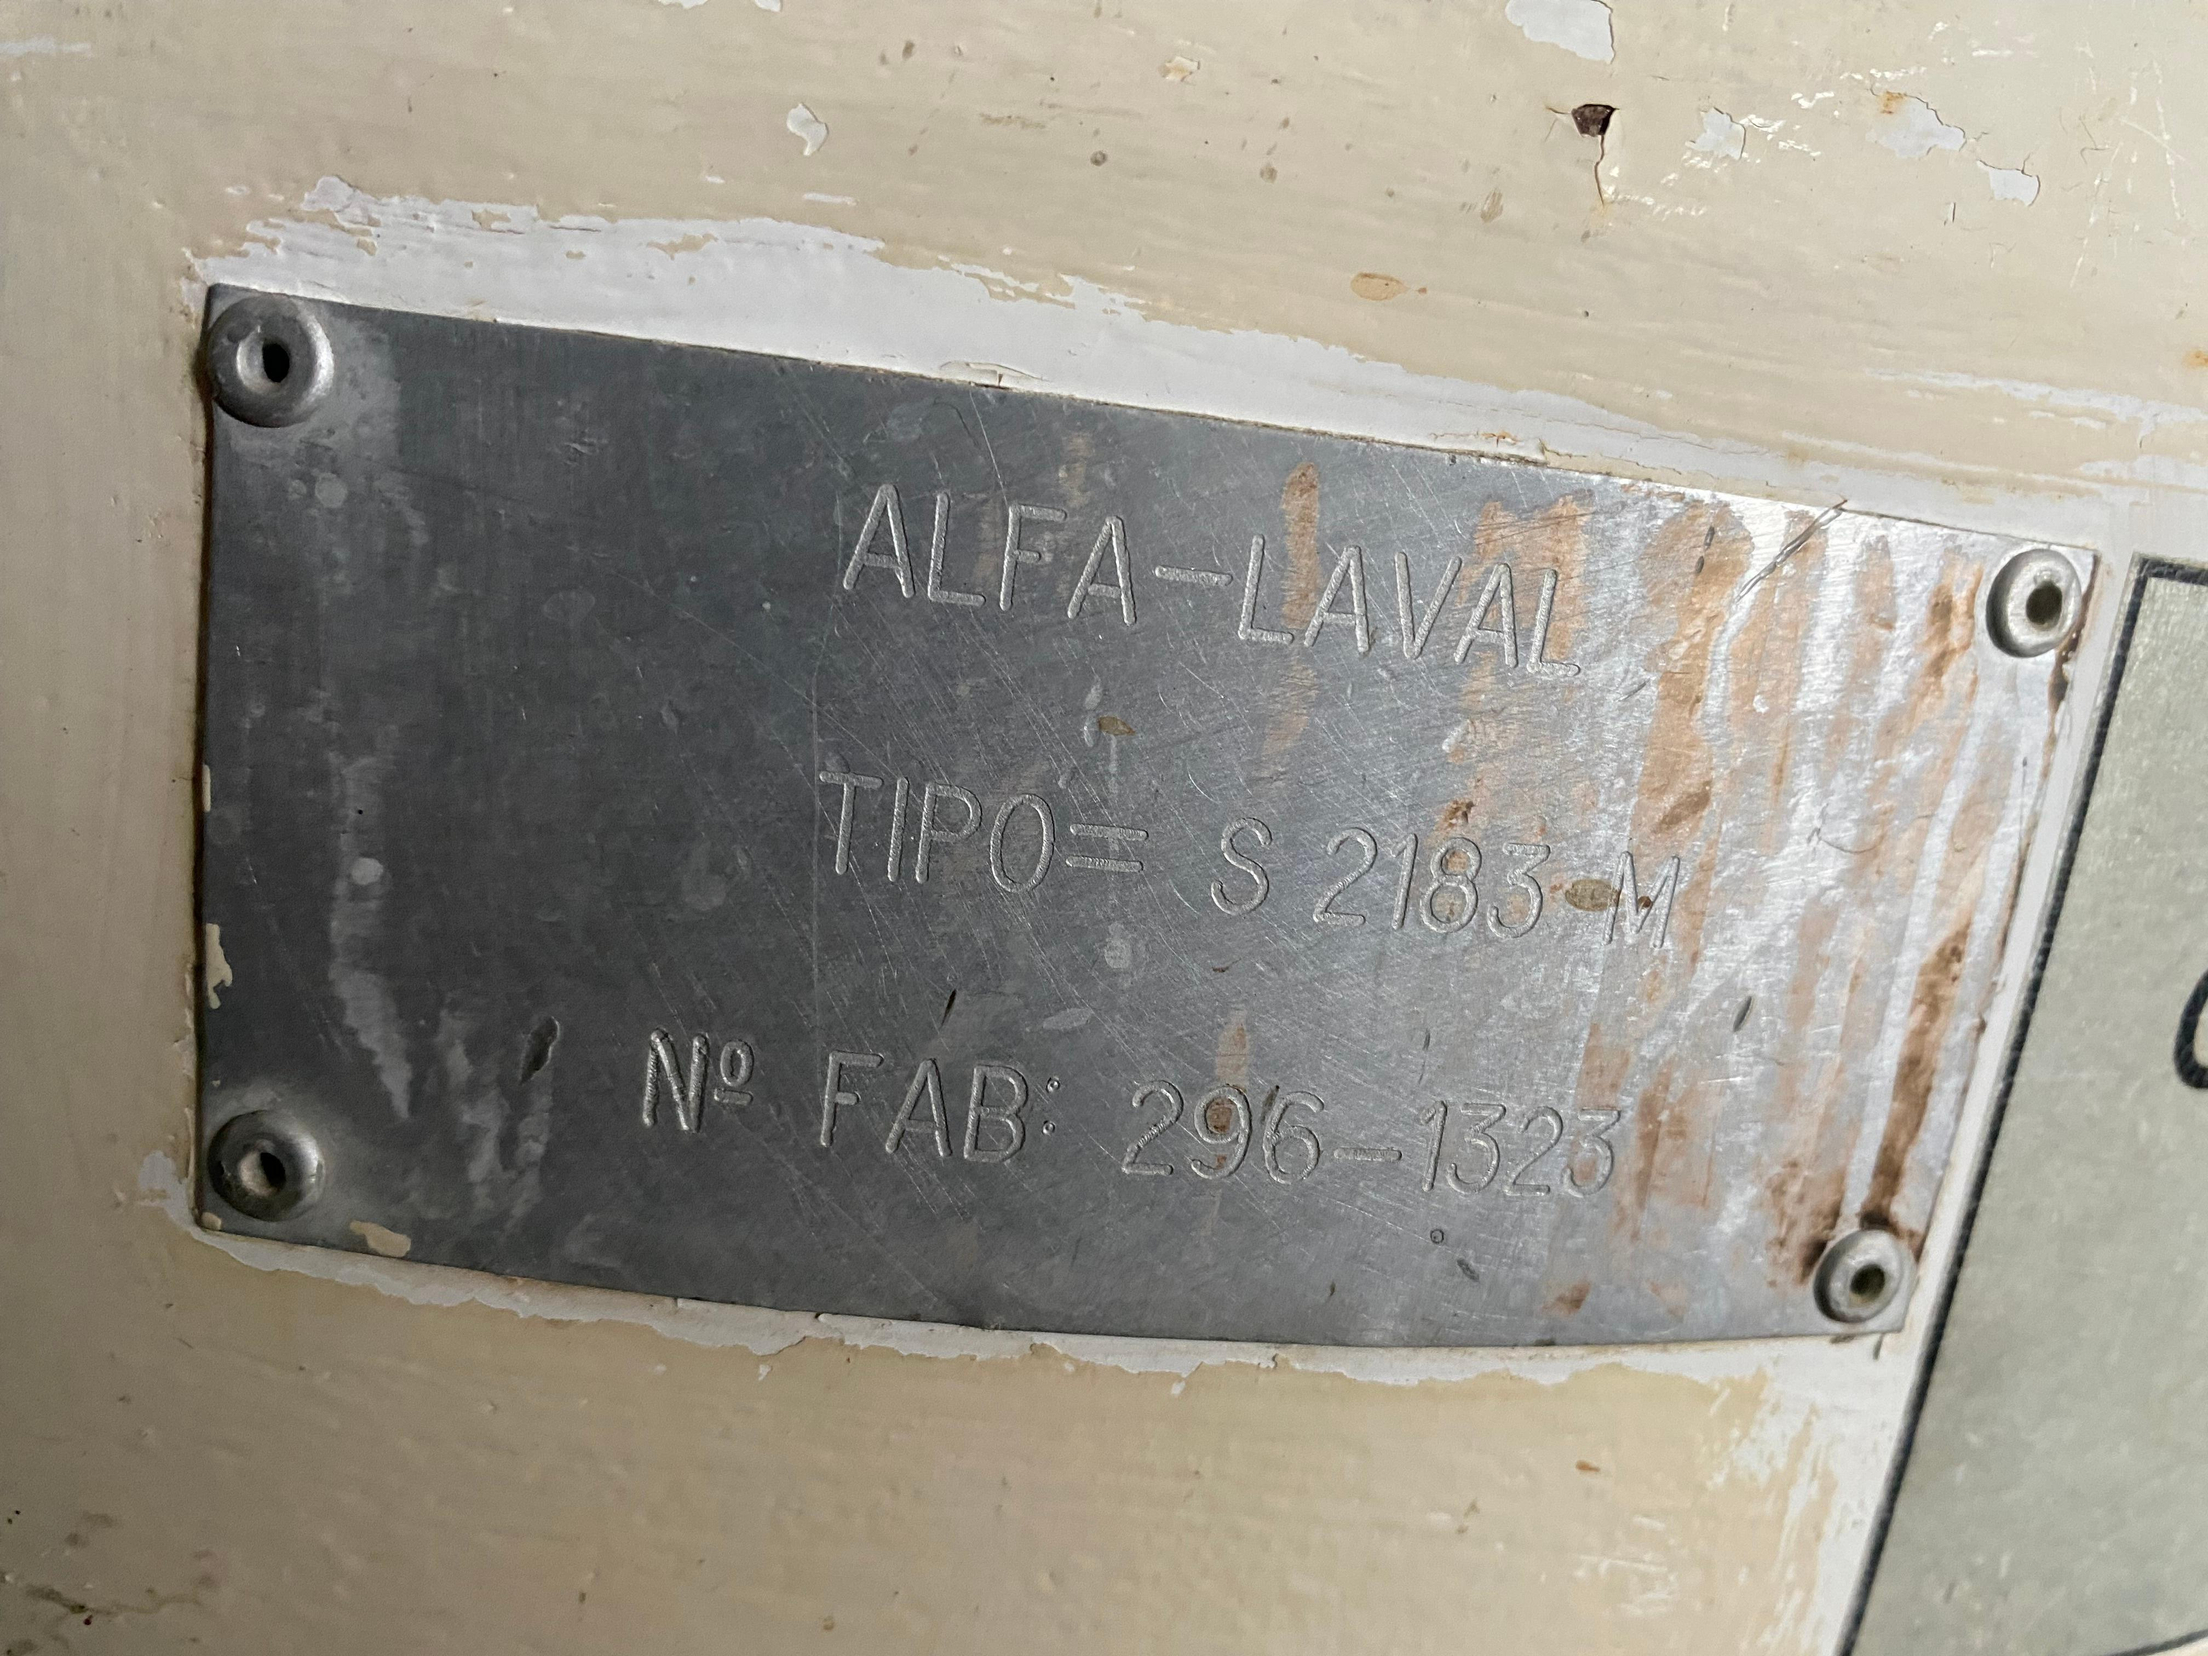 ALFA-LAVAL
TIPO= S 2183 M
Nº FAB: 296-1323